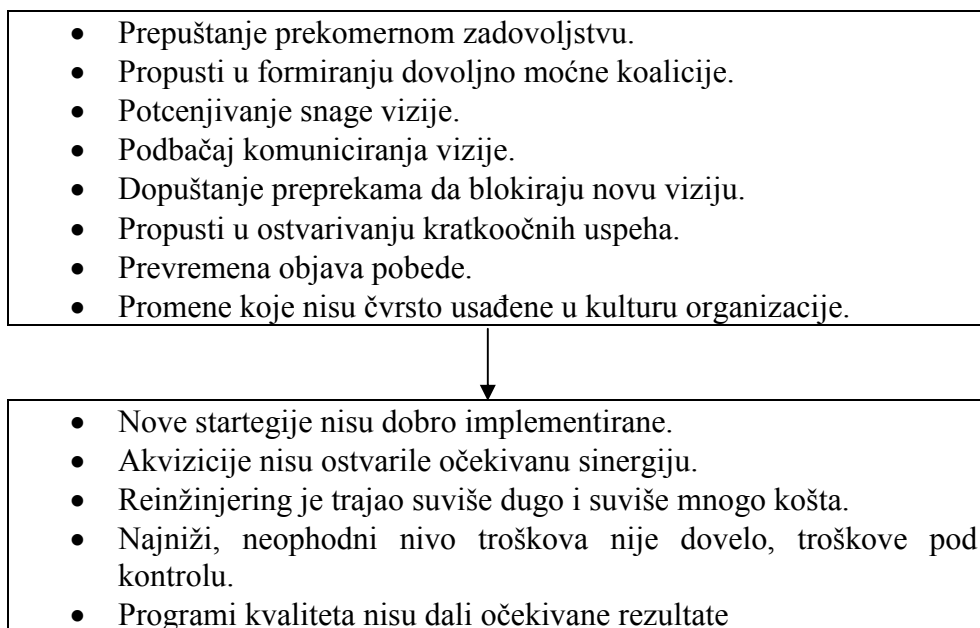 • Prepuštanje prekomernom zadovoljstvu.
• Propusti u formiranju dovoljno moćne koalicije.
• Potcenjivanje snage vizije.
• Podbačaj komuniciranja vizije.
• Dopuštanje preprekama da blokiraju novu viziju.
• Propusti u ostvarivanju kratkoočnih uspeha.
• Prevremena objava pobede.
• Promene koje nisu čvrsto usađene u kulturu organizacije.
• Nove startegije nisu dobro implementirane.
• Akvizicije nisu ostvarile očekivanu sinergiju.
• Reinžinjering je trajao suviše dugo i suviše mnogo košta.
• Najniži, neophodni nivo troškova nije dovelo, troškove pod
kontrolu.
• Programi kvaliteta nisu dali očekivane rezultate